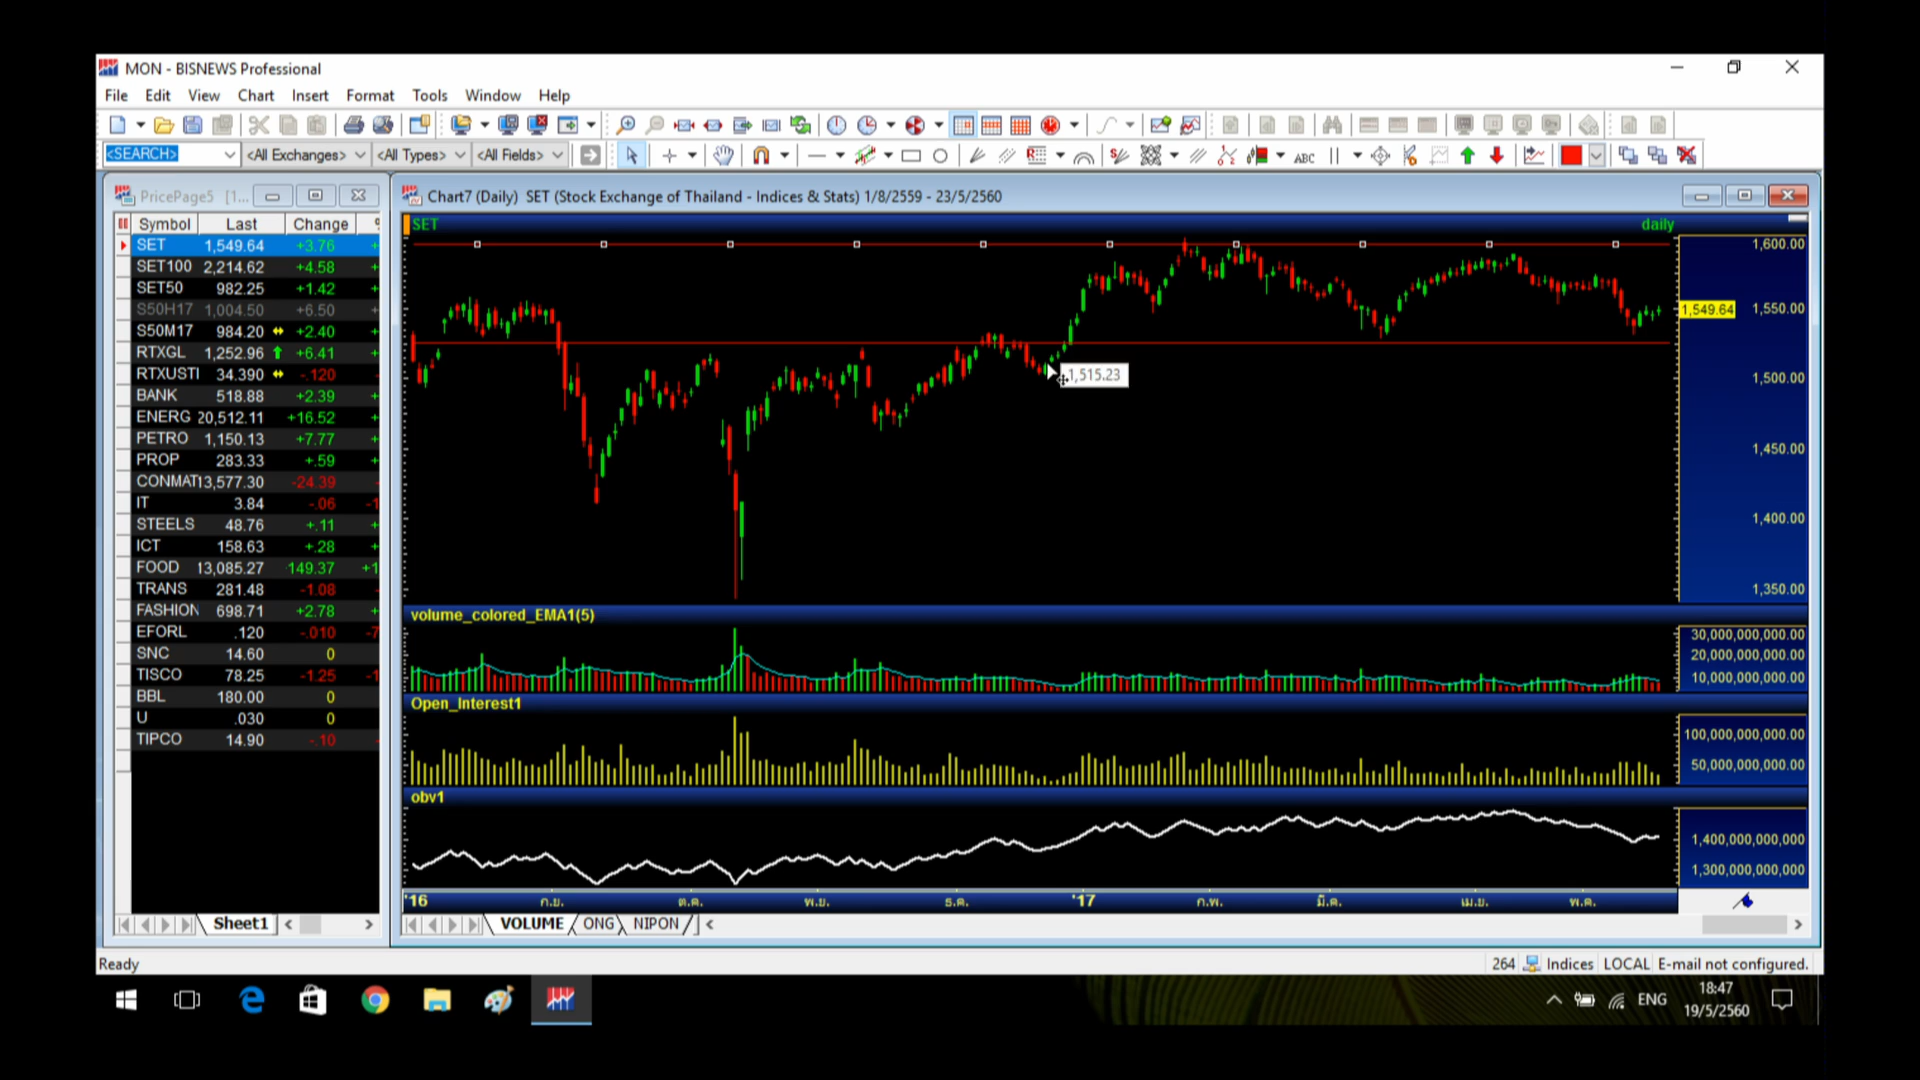 MON - BISNEWS Professional
File Edit View Chart Insert Format Tools Window Help
<SEARCH> <All Exchanges> <All Types> <All Fields> ABC
PricePage5 [1...
Symbol Last Change %
SET 1,549.64 +3.76 +
SET100 2,214.62 +4.58 +
SET50 982.25 +1.42 +
S50H17 1,004.50 +6.50 +
S50M17 984.20 +2.40 +
RTXGL 1,252.96 +6.41 +
RTXUSTI 34.390 -.120 -
BANK 518.88 +2.39 +
ENERG 20,512.11 +16.52 +
PETRO 1,150.13 +7.77 +
PROP 283.33 +.59 +
CONMAT 13,577.30 -24.39 -
IT 3.84 -.06 -1
STEELS 48.76 +.11 +
ICT 158.63 +.28 +
FOOD 13,085.27 149.37 +1
TRANS 281.48 -1.08 -
FASHION 698.71 +2.78 +
EFORL .120 -.010 -7
SNC 14.60 0
TISCO 78.25 -1.25 -1
BBL 180.00 0
U .030 0
TIPCO 14.90 -.10 -
Sheet1
Chart7 (Daily) SET (Stock Exchange of Thailand - Indices & Stats) 1/8/2559 - 23/5/2560
SET daily
1,600.00
1,549.64 1,550.00
1,515.23
1,500.00
1,450.00
1,400.00
1,350.00
volume_colored_EMA1(5)
30,000,000,000.00
20,000,000,000.00
10,000,000,000.00
Open_Interest1
100,000,000,000.00
50,000,000,000.00
obv1
1,400,000,000,000
1,300,000,000,000
'16 ก.ย. ต.ค. พ.ย. ธ.ค. '17 ก.พ. มี.ค. เม.ย. พ.ค.
VOLUME ONG NIPON
Ready 264 Indices LOCAL E-mail not configured.
ENG 18:47
19/5/2560